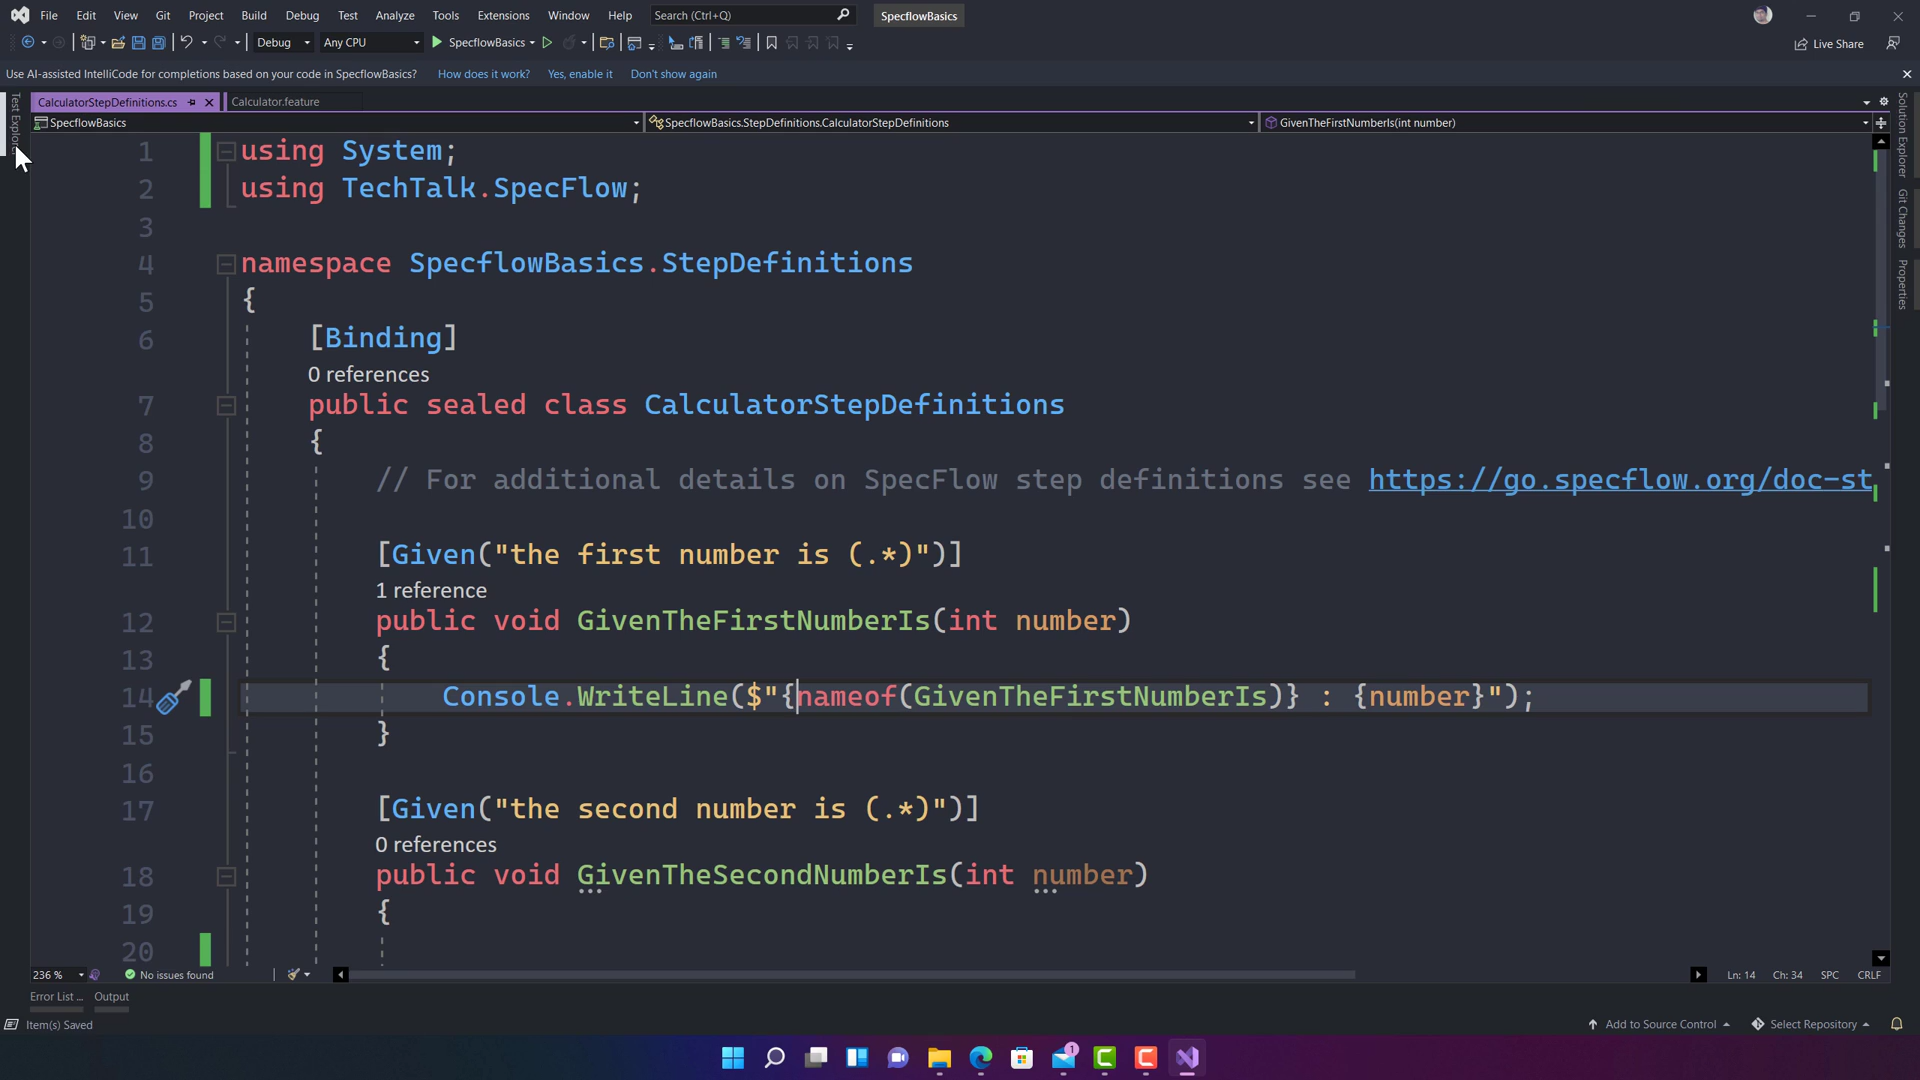 File Edit View Git Project Build Debug Test Analyze Tools Extensions Window Help Search (Ctrl+Q) SpecflowBasics
Debug Any CPU SpecflowBasics Live Share
Use AI-assisted IntelliCode for completions based on your code in SpecflowBasics? How does it work? Yes, enable it Don't show again
CalculatorStepDefinitions.cs Calculator.feature
SpecflowBasics SpecflowBasics.StepDefinitions.CalculatorStepDefinitions GivenTheFirstNumberIs(int number)
Test Explorer
Solution Explorer
Git Changes
Properties
1 using System;
2 using TechTalk.SpecFlow;
3
4 namespace SpecflowBasics.StepDefinitions
5 {
6 [Binding]
0 references
7 public sealed class CalculatorStepDefinitions
8 {
9 // For additional details on SpecFlow step definitions see https://go.specflow.org/doc-st
10
11 [Given("the first number is (.*)")]
1 reference
12 public void GivenTheFirstNumberIs(int number)
13 {
14 Console.WriteLine($"{nameof(GivenTheFirstNumberIs)} : {number}");
15 }
16
17 [Given("the second number is (.*)")]
0 references
18 public void GivenTheSecondNumberIs(int number)
19 {
20
236 % No issues found Ln: 14 Ch: 34 SPC CRLF
Error List ... Output
Item(s) Saved Add to Source Control Select Repository
1